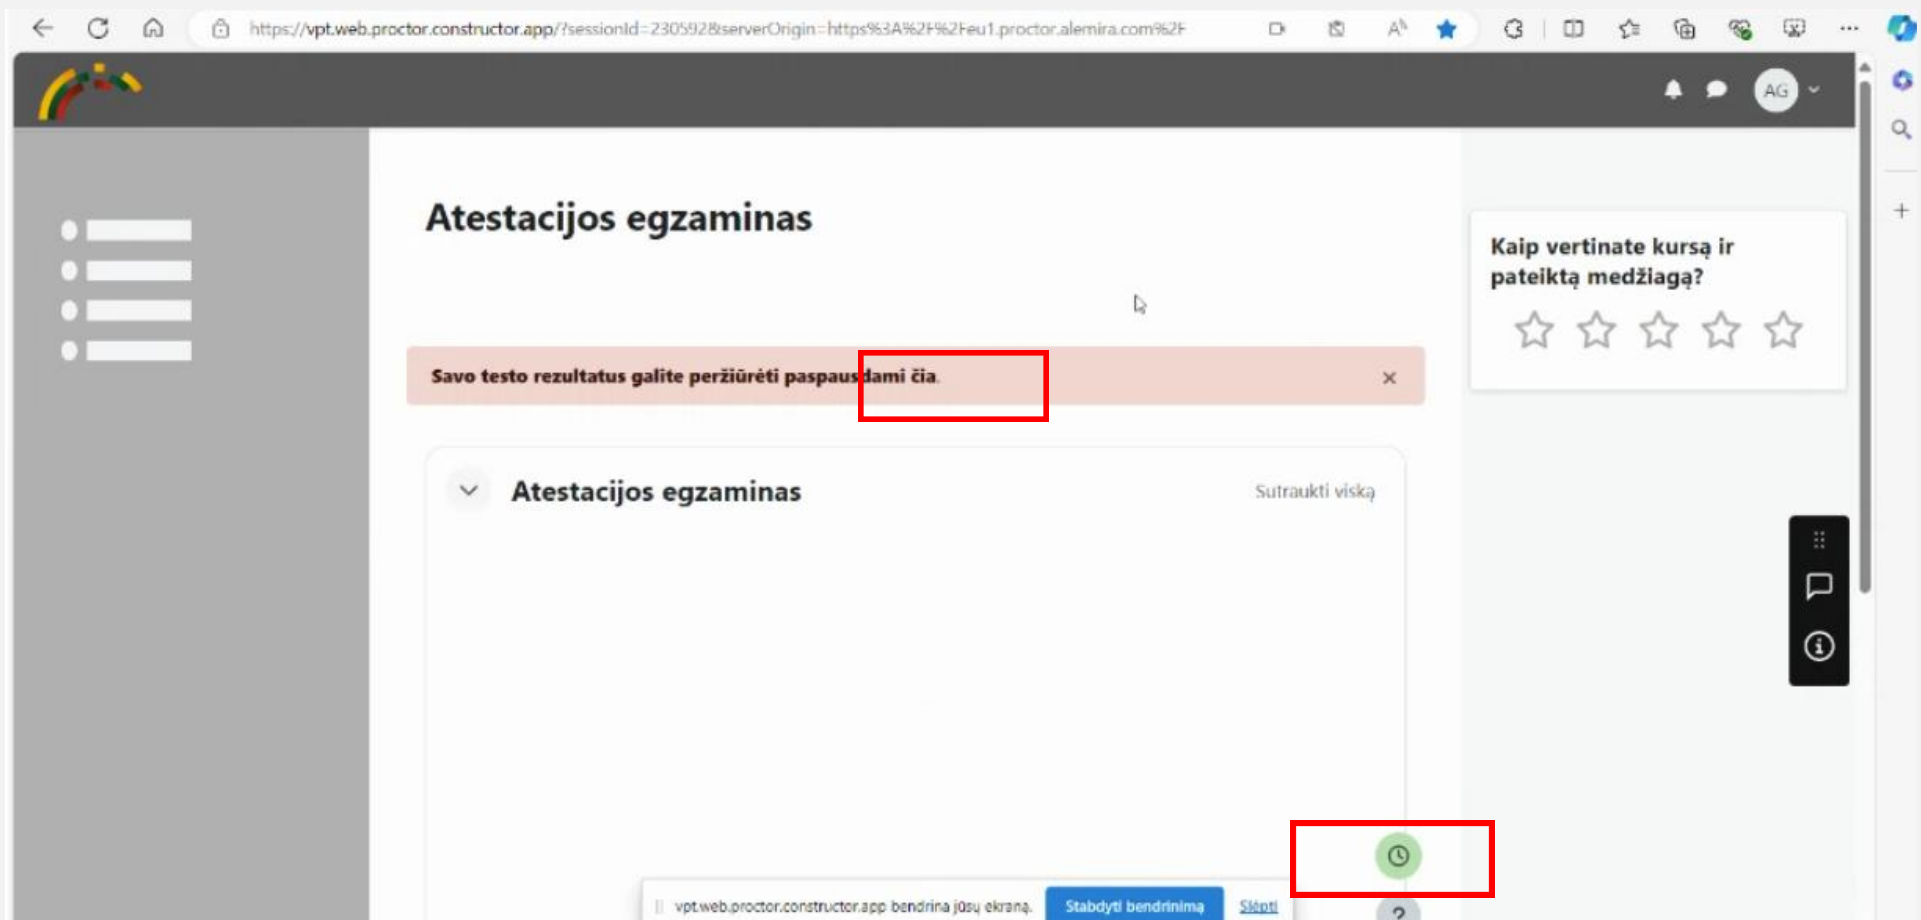 https://vpt.web.proctor.constructor.app/?sessionId=230592&serverOrigin=https%3A%2F%2Feu1.proctor.alemira.com%2F
AG
Atestacijos egzaminas
Kaip vertinate kursą ir
pateiktą medžiagą?
Savo testo rezultatus galite peržiūrėti paspausdami čia.
Atestacijos egzaminas
Sutraukti viską
vpt.web.proctor.constructor.app bendrina jūsų ekraną.
Stabdyti bendrinimą
Slėpti
?